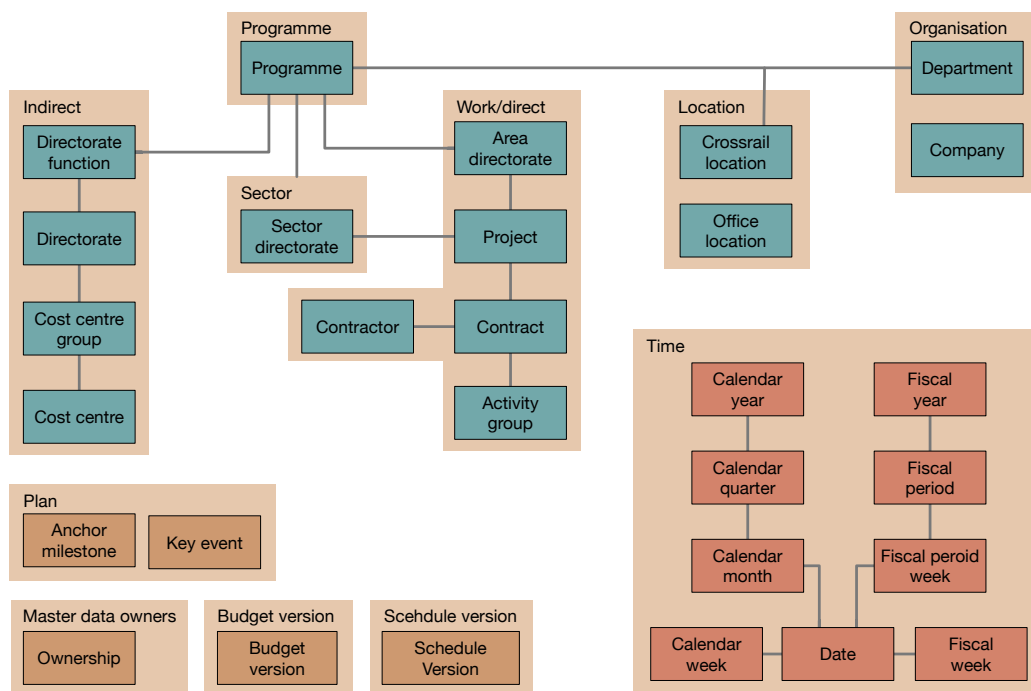 Programme
Programme
Organisation
Department
Company
Indirect
Directorate
function
Directorate
Cost centre
group
Cost centre
Work/direct
Area
directorate
Project
Contract
Activity
group
Contractor
Sector
Sector
directorate
Location
Crossrail
location
Office
location
Time
Calendar
year
Fiscal
year
Calendar
quarter
Fiscal
period
Calendar
month
Fiscal peroid
week
Calendar
week
Date
Fiscal
week
Plan
Anchor
milestone
Key event
Master data owners
Ownership
Budget version
Budget
version
Scehdule version
Schedule
Version